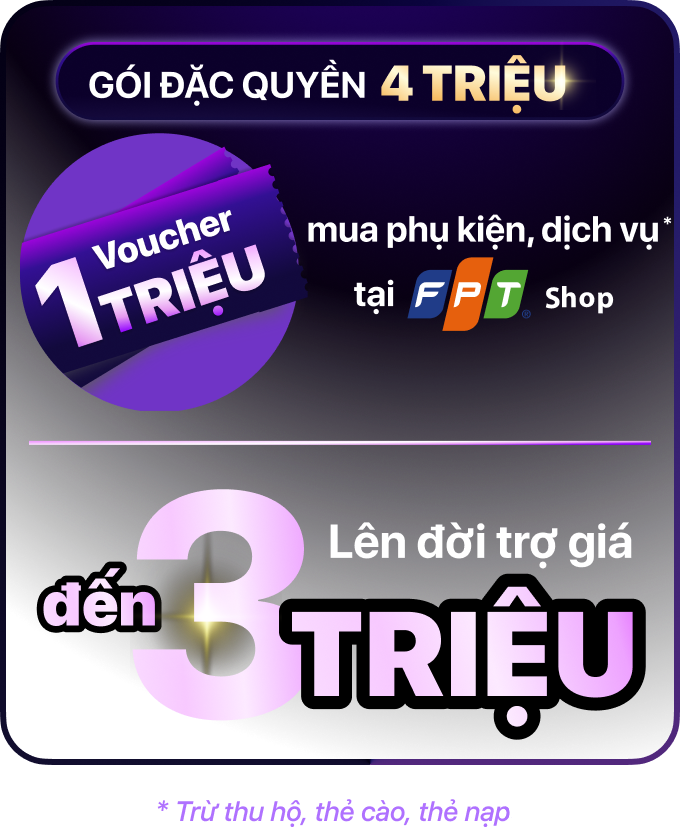 GÓI ĐẶC QUYỀN 4 TRIỆU
Voucher
1 TRIỆU
mua phụ kiện, dịch vụ*
tại FPT® Shop
Lên đời trợ giá
đến 3 TRIỆU
* Trừ thu hộ, thẻ cào, thẻ nạp